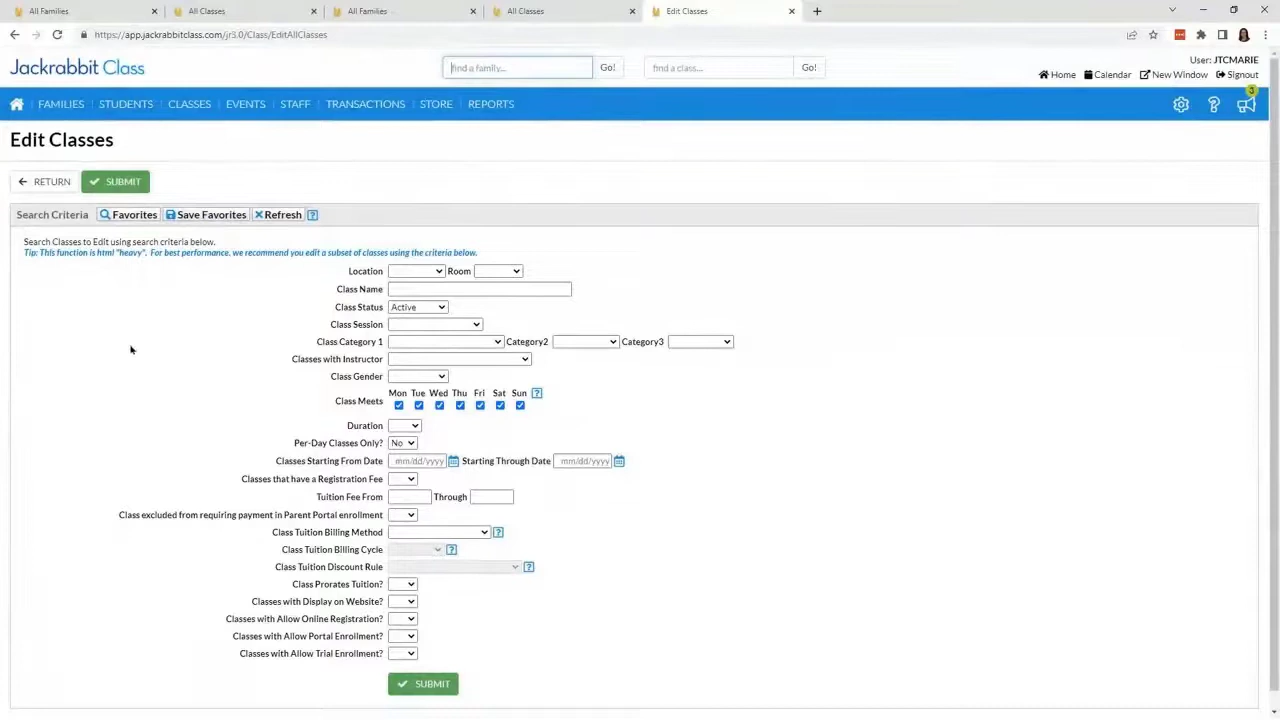 All Families
All Classes
All Families
All Classes
Edit Classes
app.jackrabbitclass.com/jr3.0/Class/EditAllClasses
Jackrabbit Class
find a family...
Go!
find a class...
Go!
User: JTCMARIE
Home
Calendar
New Window
Signout
FAMILIES
STUDENTS
CLASSES
EVENTS
STAFF
TRANSACTIONS
STORE
REPORTS
3
Edit Classes
RETURN
SUBMIT
Search Criteria
Favorites
Save Favorites
Refresh
?
Search Classes to Edit using search criteria below.
Tip: This function is html "heavy". For best performance, we recommend you edit a subset of classes using the criteria below.
Location
Room
Class Name
Class Status Active
Class Session
Class Category 1
Category2
Category3
Classes with Instructor
Class Gender
Mon Tue Wed Thu Fri Sat Sun ?
Class Meets
Duration
Per-Day Classes Only? No
Classes Starting From Date mm/dd/yyyy Starting Through Date mm/dd/yyyy
Classes that have a Registration Fee
Tuition Fee From
Through
Class excluded from requiring payment in Parent Portal enrollment
Class Tuition Billing Method ?
Class Tuition Billing Cycle ?
Class Tuition Discount Rule ?
Class Prorates Tuition?
Classes with Display on Website?
Classes with Allow Online Registration?
Classes with Allow Portal Enrollment?
Classes with Allow Trial Enrollment?
SUBMIT